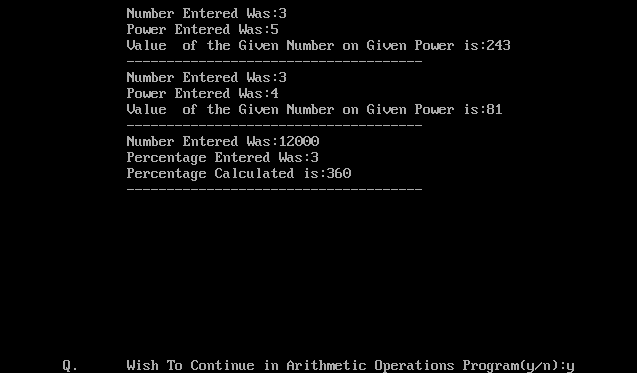 Number Entered Was:3
Power Entered Was:5
Value  of the Given Number on Given Power is:243
-------------------------------------
Number Entered Was:3
Power Entered Was:4
Value  of the Given Number on Given Power is:81
-------------------------------------
Number Entered Was:12000
Percentage Entered Was:3
Percentage Calculated is:360
-------------------------------------
Q.      Wish To Continue in Arithmetic Operations Program(y/n):y